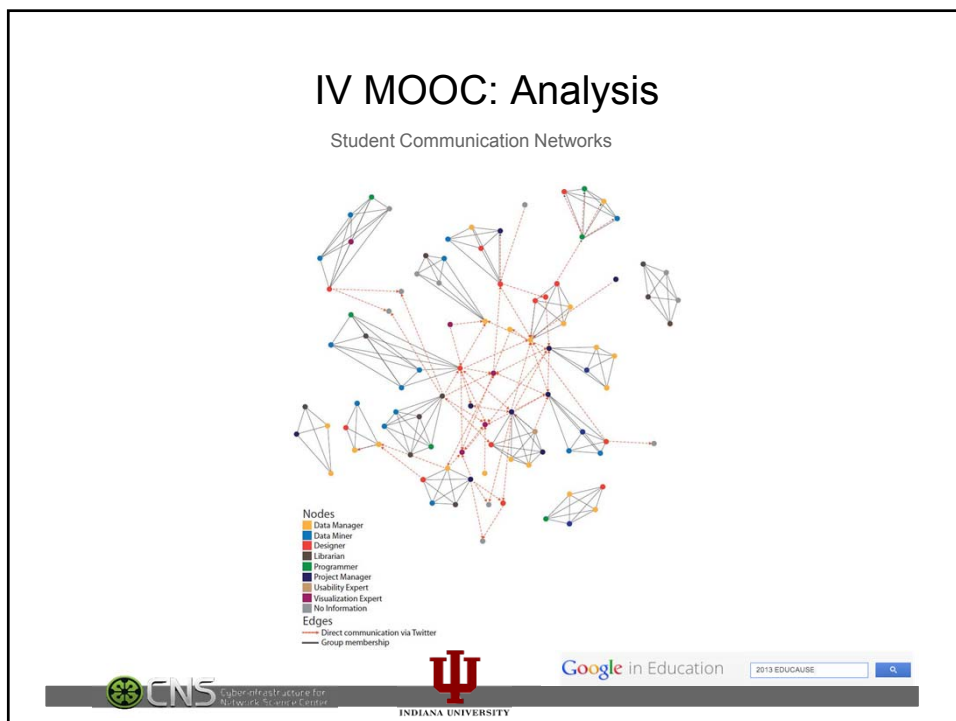 IV MOOC: Analysis
Student Communication Networks
Nodes
Data Manager
Data Miner
Designer
Librarian
Programmer
Project Manager
Usability Expert
Visualization Expert
No Information
Edges
Direct communication via Twitter
Group membership
CNS Cyberinfrastructure for
Network Science Center
INDIANA UNIVERSITY
Google in Education
2013 EDUCAUSE